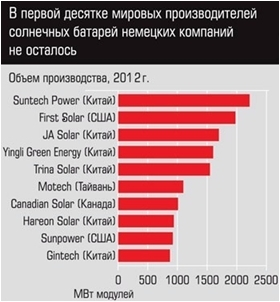 В первой десятке мировых производителей
солнечных батарей немецких компаний
не осталось
Объем производства, 2012 г.
Suntech Power (Китай)
First Solar (США)
JA Solar (Китай)
Yingli Green Energy (Китай)
Trina Solar (Китай)
Motech (Тайвань)
Canadian Solar (Канада)
Hareon Solar (Китай)
Sunpower (США)
Gintech (Китай)
0 500 1000 1500 2000 2500
МВт модулей